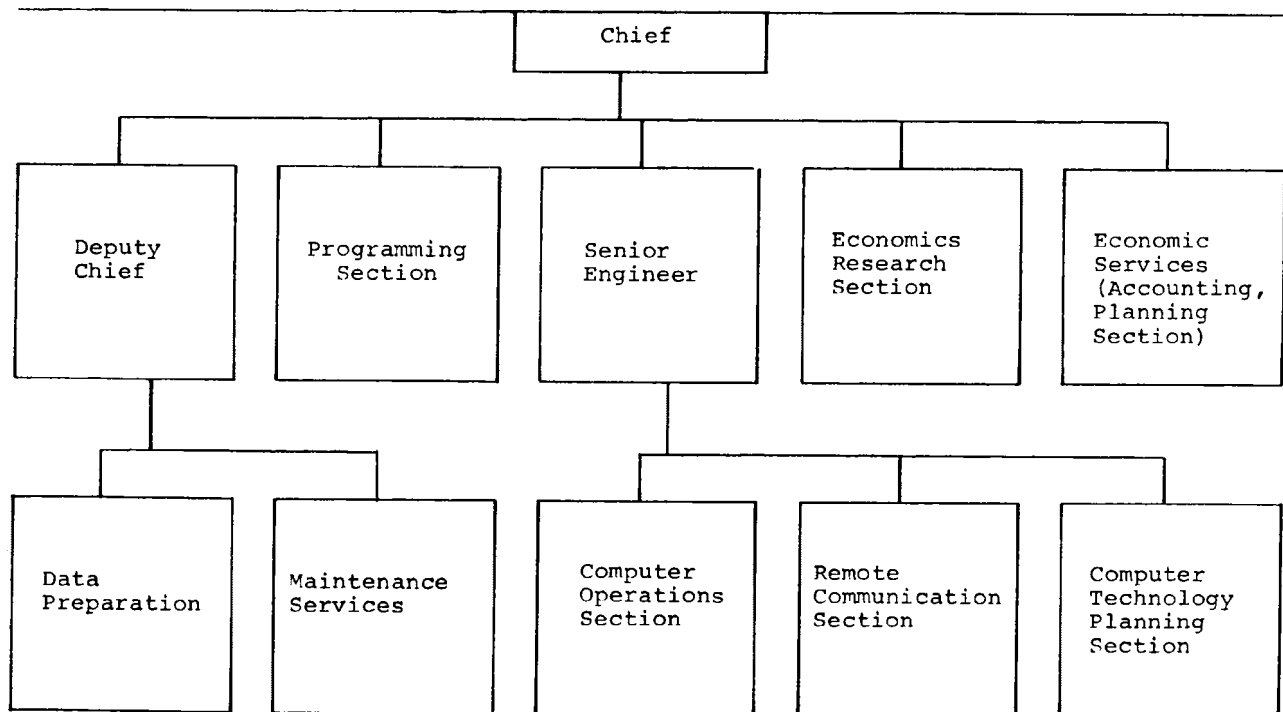 Chief
Deputy
Chief
Programming
Section
Senior
Engineer
Economics
Research
Section
Economic
Services
(Accounting,
Planning
Section)
Data
Preparation
Maintenance
Services
Computer
Operations
Section
Remote
Communication
Section
Computer
Technology
Planning
Section